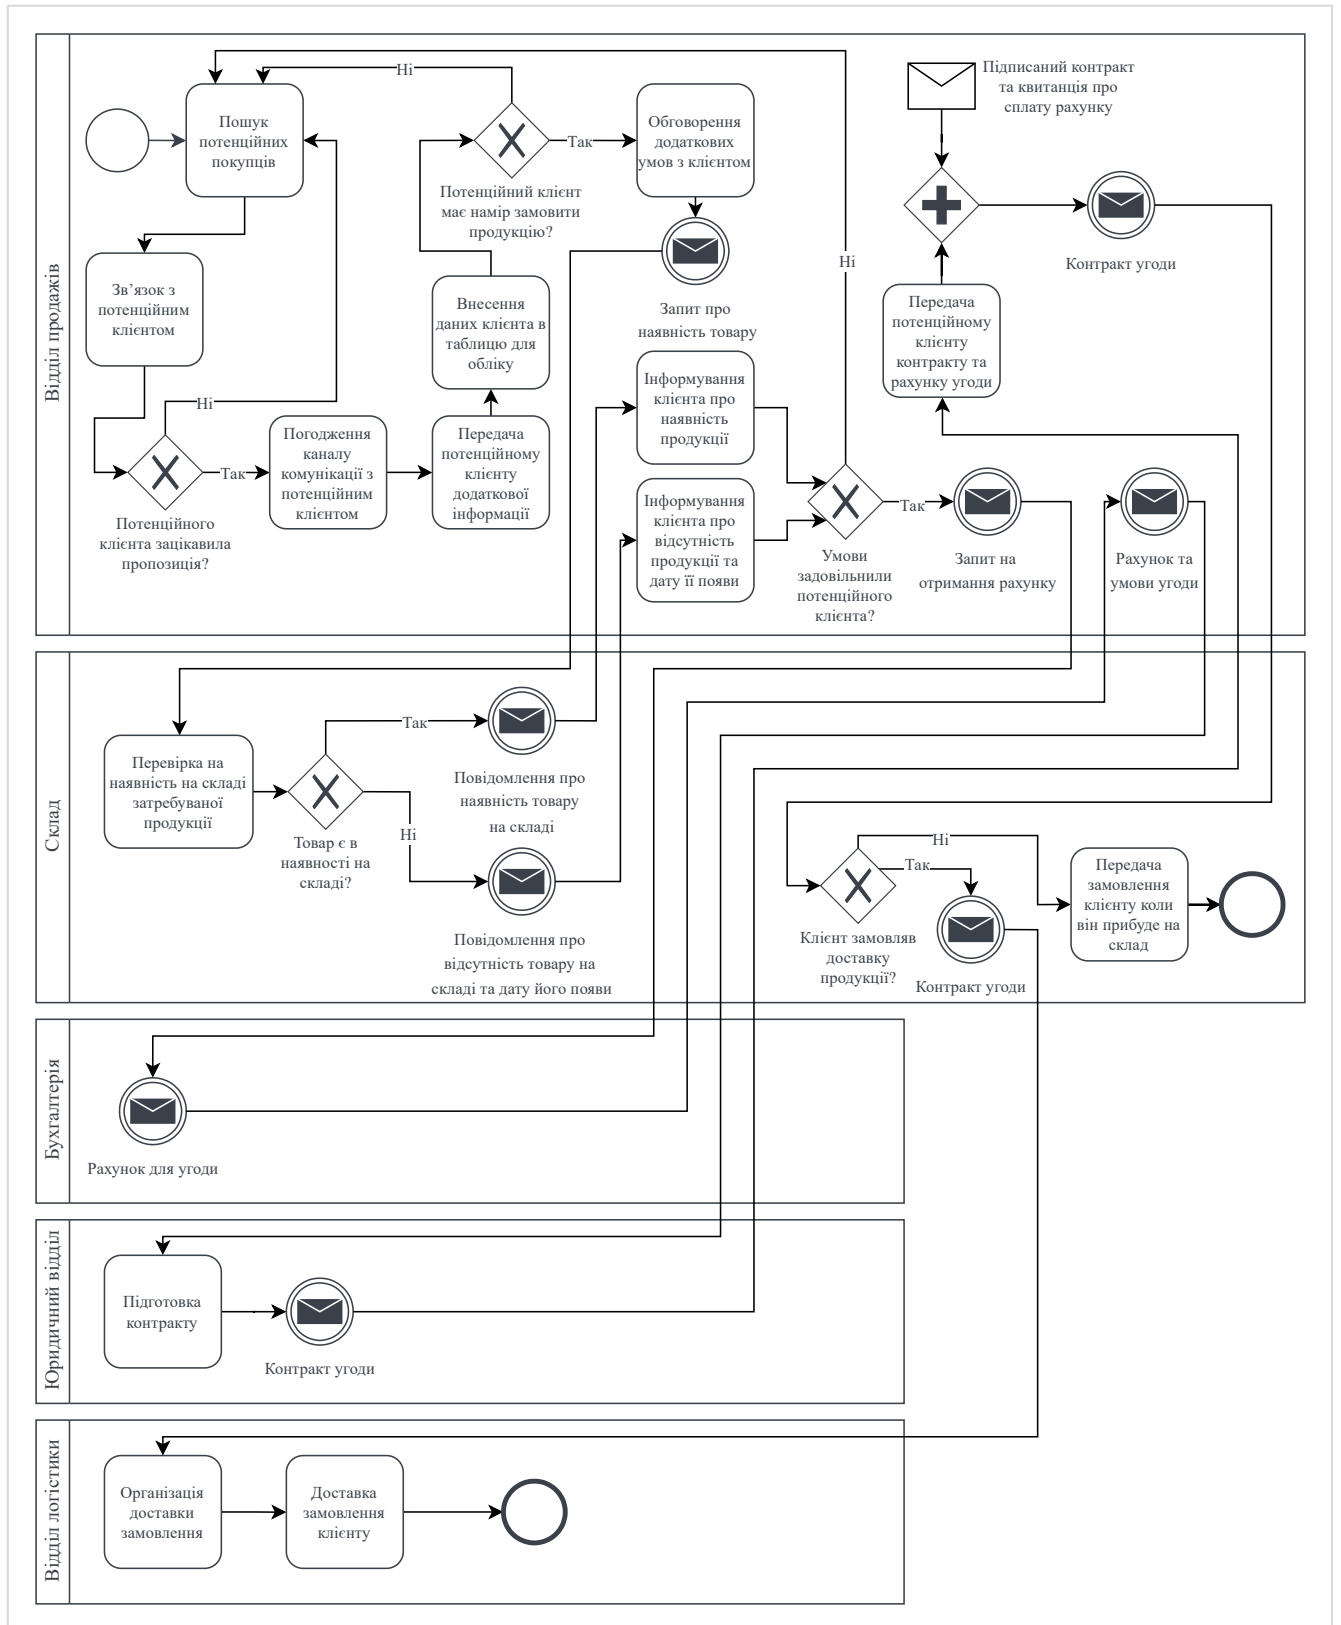 Відділ продажів
Пошук
потенційних
покупців
Ні
Потенційний клієнт
має намір замовити
продукцію?
Так
Обговорення
додаткових
умов з клієнтом
Підписаний контракт
та квитанція про
сплату рахунку
Контракт угоди
Ні
Запит про
наявність товару
Зв’язок з
потенційним
клієнтом
Внесення
даних клієнта в
таблицю для
обліку
Передача
потенційному
клієнту
контракту та
рахунку угоди
Ні
Потенційного
клієнта зацікавила
пропозиція?
Так
Погодження
каналу
комунікації з
потенційним
клієнтом
Передача
потенційному
клієнту
додаткової
інформації
Інформування
клієнта про
наявність
продукції
Інформування
клієнта про
відсутність
продукції та
дату її появи
Умови
задовільнили
потенційного
клієнта?
Так
Запит на
отримання рахунку
Рахунок та
умови угоди
Склад
Перевірка на
наявність на складі
затребуваної
продукції
Товар є в
наявності на
складі?
Так
Повідомлення про
наявність товару
на складі
Ні
Повідомлення про
відсутність товару на
складі та дату його появи
Клієнт замовляв
доставку
продукції?
Ні
Так
Контракт угоди
Передача
замовлення
клієнту коли
він прибуде на
склад
Бухгалтерія
Рахунок для угоди
Юридичний відділ
Підготовка
контракту
Контракт угоди
Відділ логістики
Організація
доставки
замовлення
Доставка
замовлення
клієнту